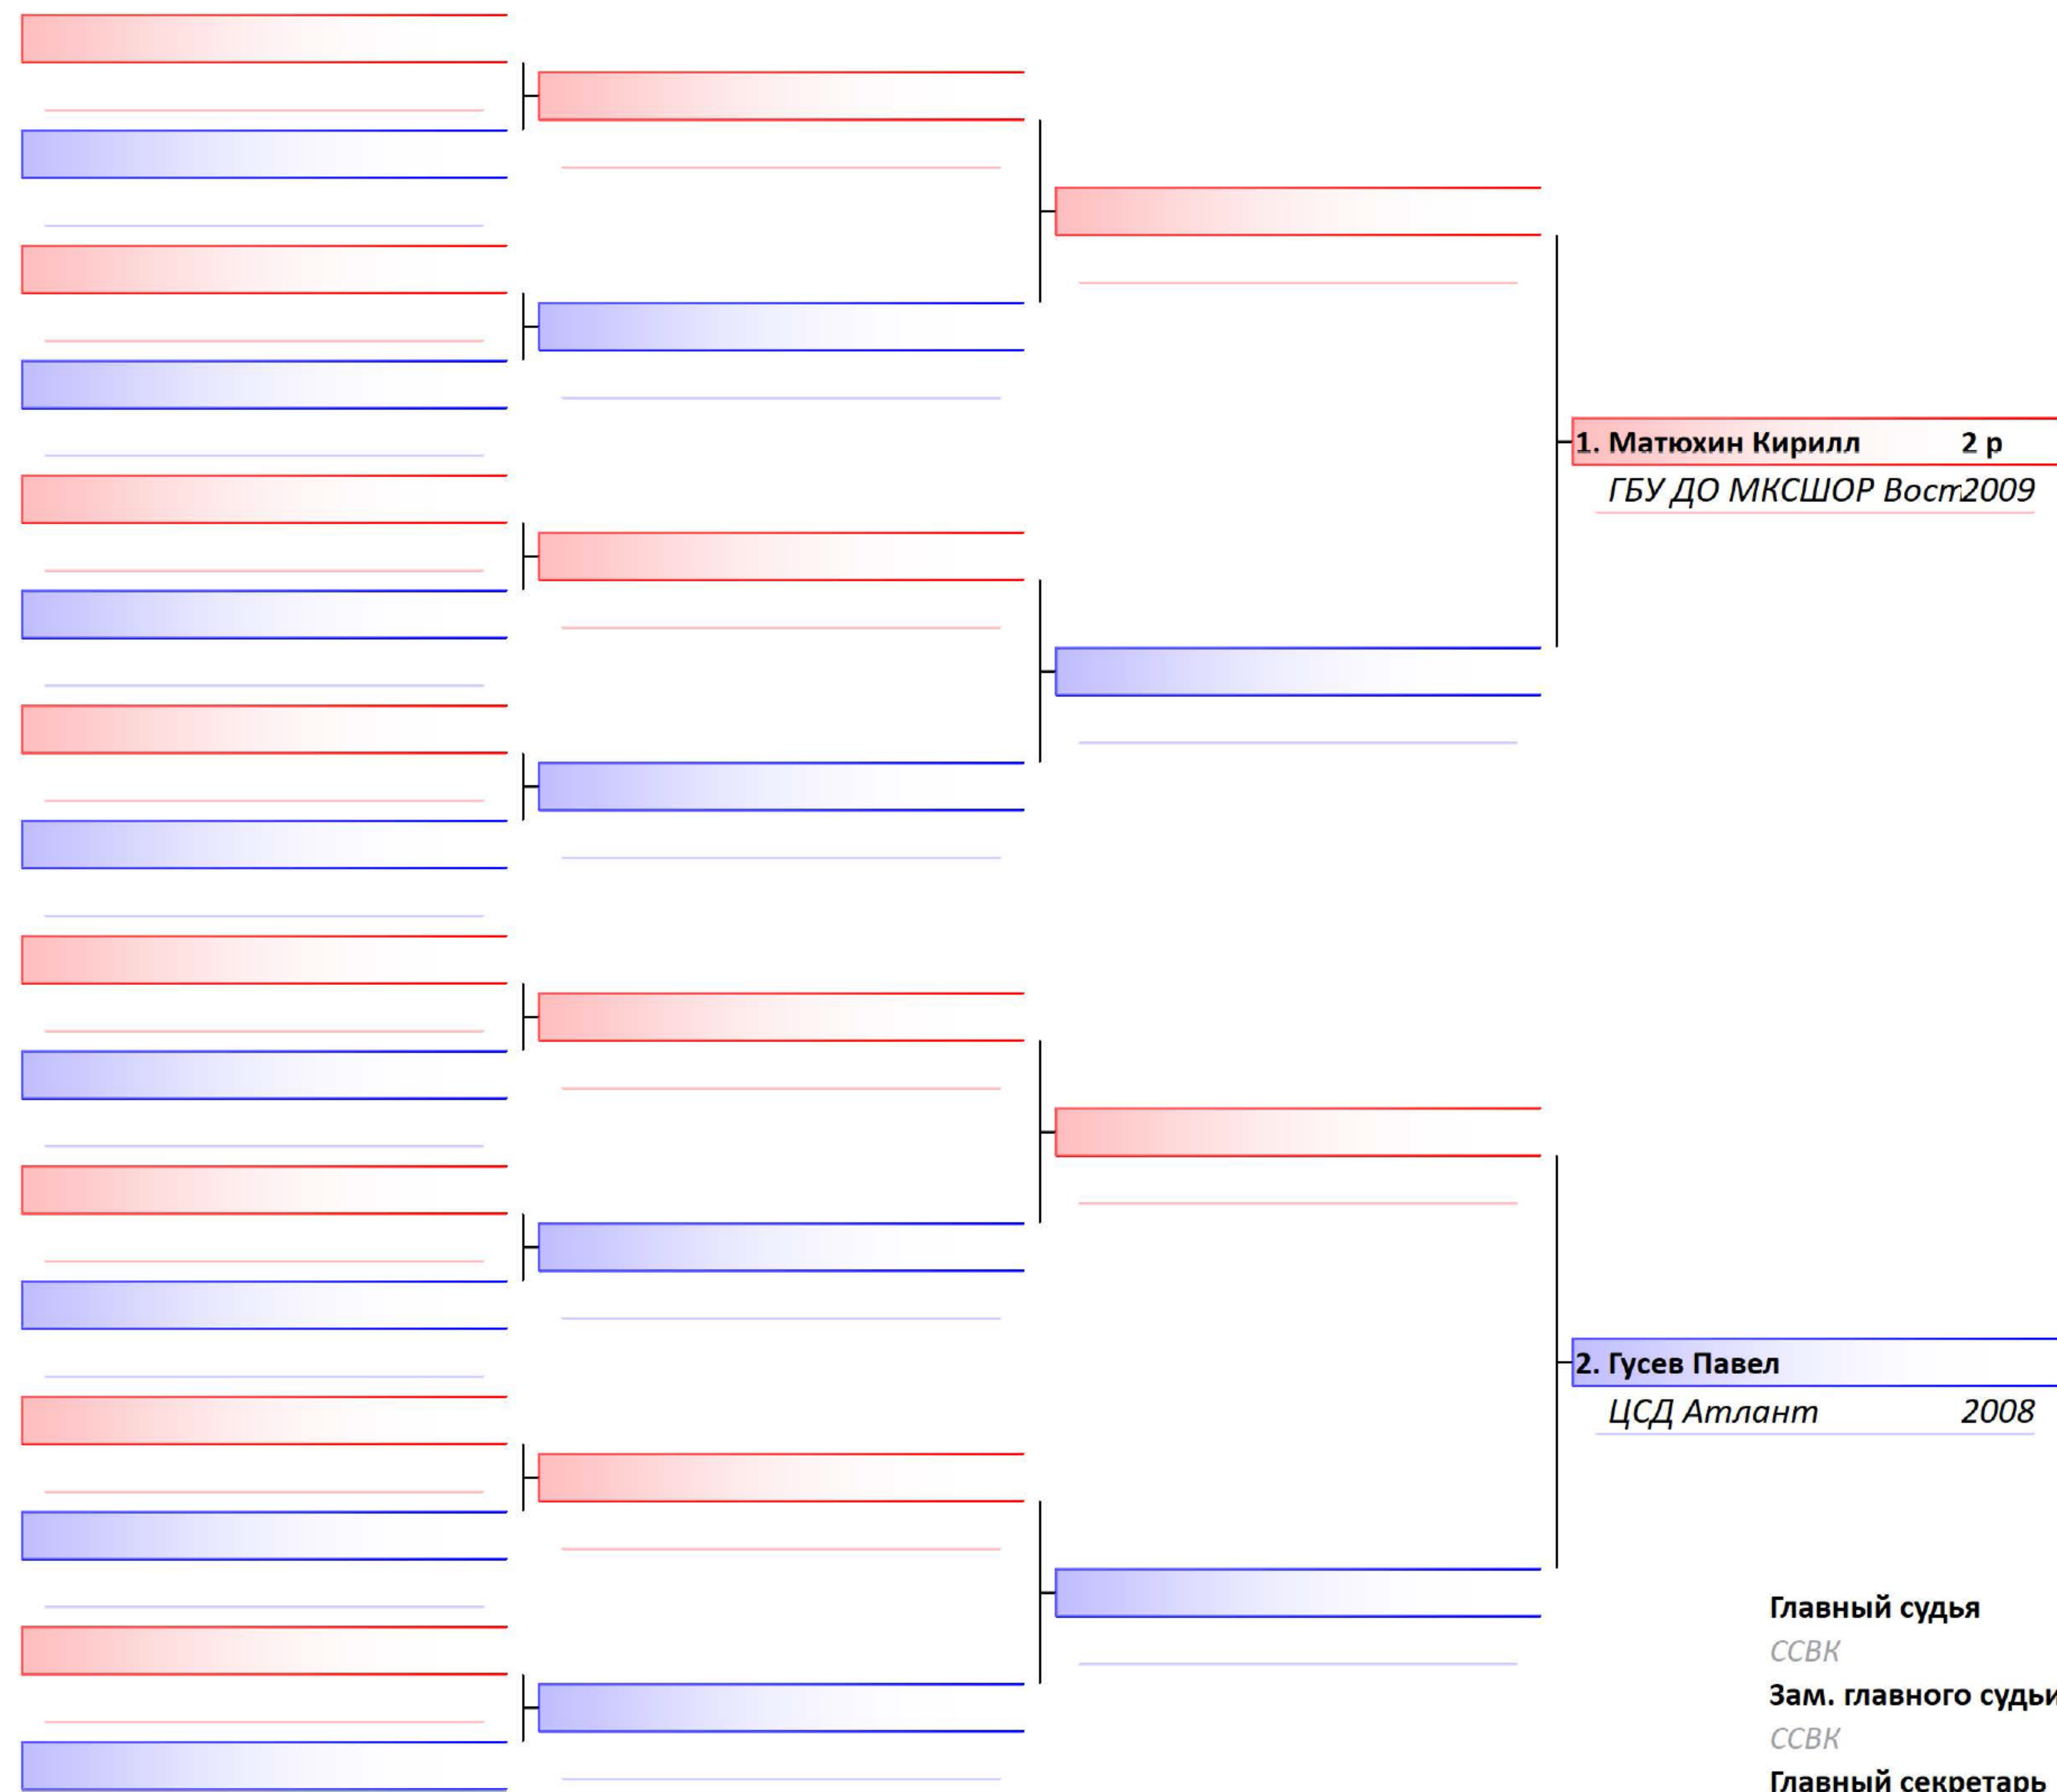 1. Матюхин Кирилл 2 р
ГБУ ДО МКСШОР Вост2009
2. Гусев Павел
ЦСД Атлант 2008
Главный судья
ССВК
Зам. главного судьи
ССВК
Главный секретарь